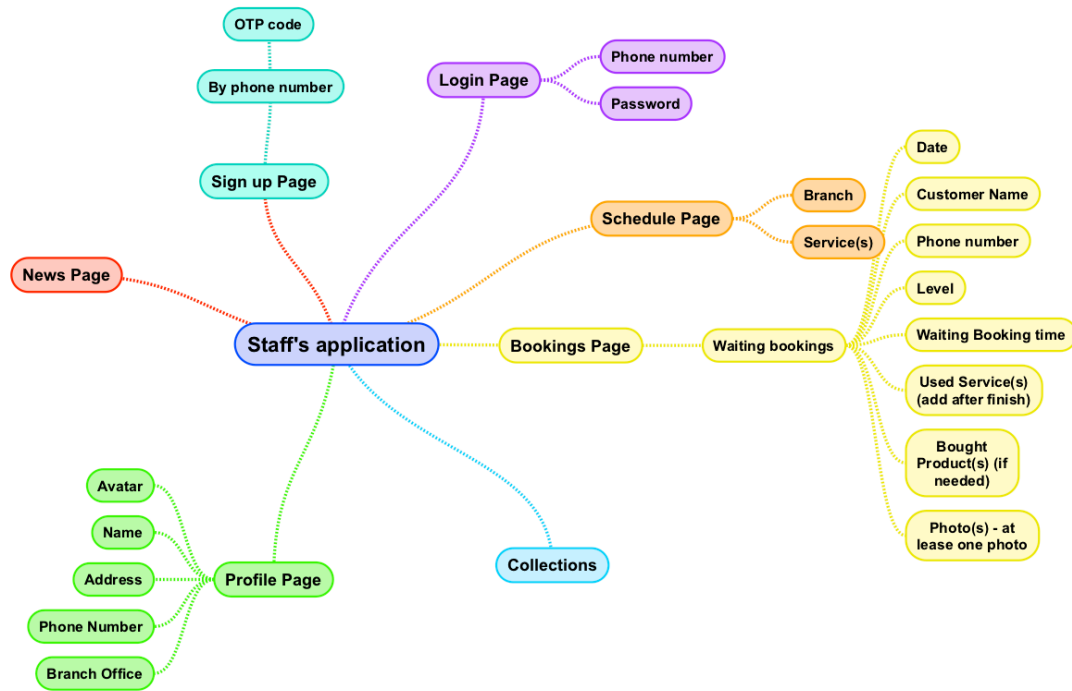 OTP code
By phone number
Sign up Page
Login Page
Phone number
Password
News Page
Staff's application
Schedule Page
Branch
Service(s)
Bookings Page
Waiting bookings
Date
Customer Name
Phone number
Level
Waiting Booking time
Used Service(s)
(add after finish)
Bought
Product(s) (if
needed)
Photo(s) - at
lease one photo
Collections
Profile Page
Avatar
Name
Address
Phone Number
Branch Office